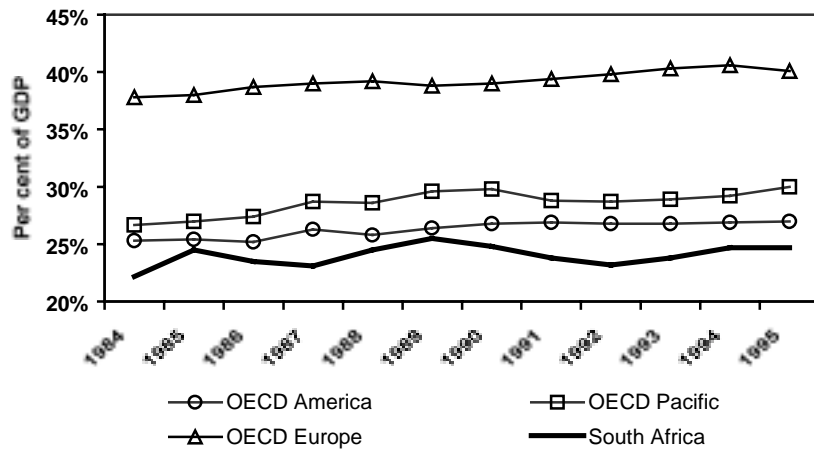 45%
40%
35%
30%
25%
20%
Per cent of GDP
1984 1985 1986 1987 1988 1989 1990 1991 1992 1993 1994 1995
OECD America OECD Pacific
OECD Europe South Africa